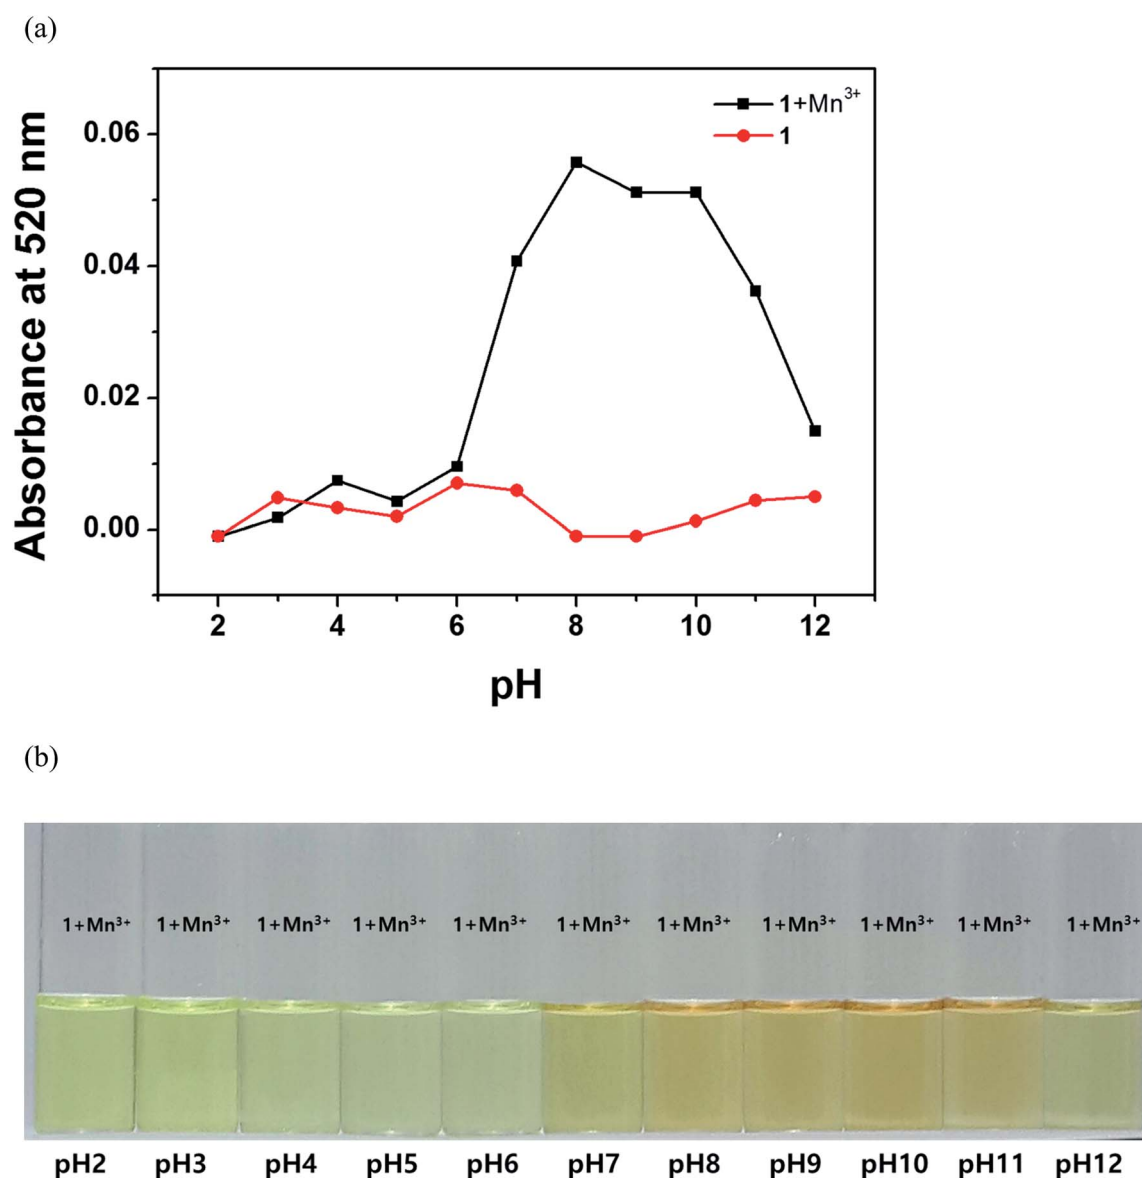 (a)
Absorbance at 520 nm
1+Mn³⁺
1
0.06
0.04
0.02
0.00
2 4 6 8 10 12
pH
(b)
1+Mn³⁺ 1+Mn³⁺ 1+Mn³⁺ 1+Mn³⁺ 1+Mn³⁺ 1+Mn³⁺ 1+Mn³⁺ 1+Mn³⁺ 1+Mn³⁺ 1+Mn³⁺ 1+Mn³⁺
pH2 pH3 pH4 pH5 pH6 pH7 pH8 pH9 pH10 pH11 pH12